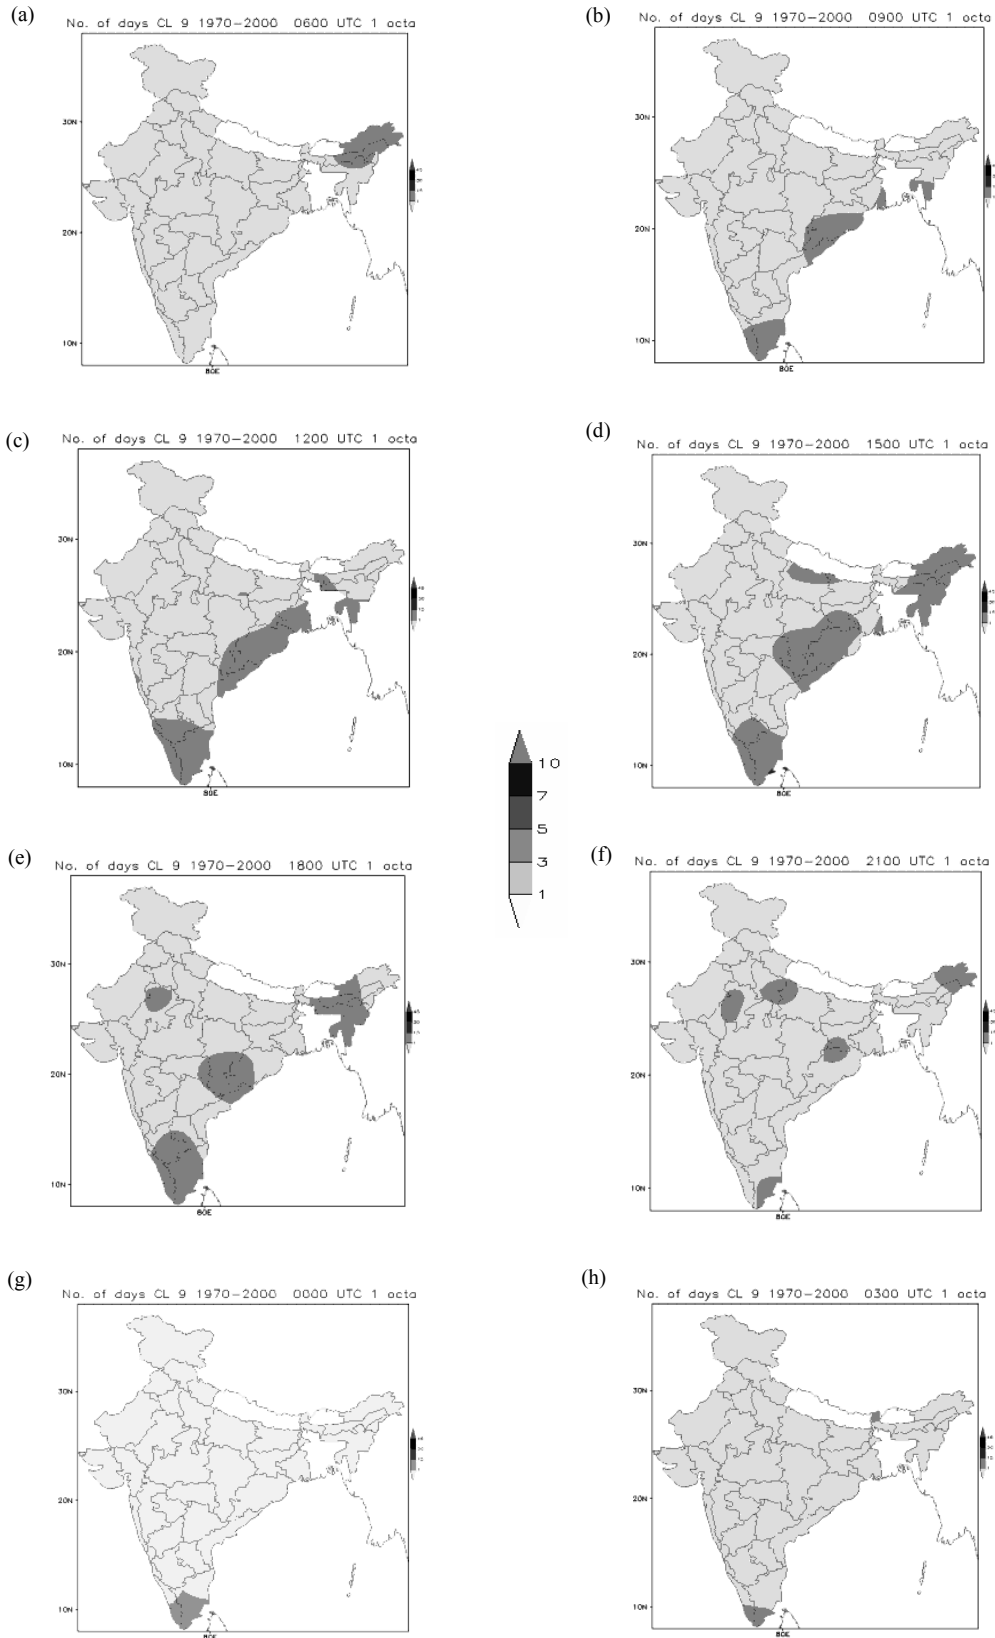 (a)
No. of days CL 9 1970-2000 0600 UTC 1 octa
30N
20N
10N
80E
(b)
No. of days CL 9 1970-2000 0900 UTC 1 octa
30N
20N
10N
80E
(c)
No. of days CL 9 1970-2000 1200 UTC 1 octa
30N
20N
10N
80E
(d)
No. of days CL 9 1970-2000 1500 UTC 1 octa
30N
20N
10N
80E
10
7
5
3
1
(e)
No. of days CL 9 1970-2000 1800 UTC 1 octa
30N
20N
10N
80E
(f)
No. of days CL 9 1970-2000 2100 UTC 1 octa
30N
20N
10N
80E
(g)
No. of days CL 9 1970-2000 0000 UTC 1 octa
30N
20N
10N
80E
(h)
No. of days CL 9 1970-2000 0300 UTC 1 octa
30N
20N
10N
80E